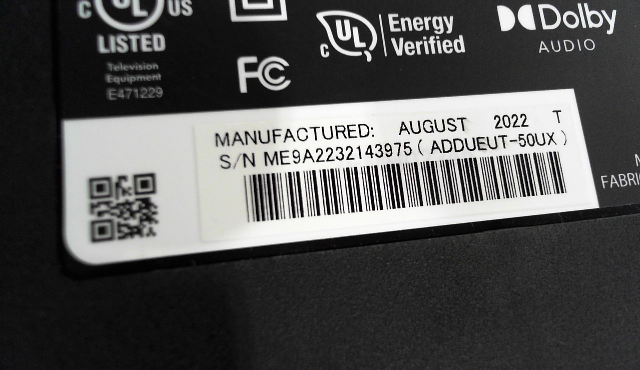 C UL US
LISTED
Television
Equipment
E471229
FC
C UL Energy
Verified
Dolby
AUDIO
MANUFACTURED: AUGUST 2022 T
S/N ME9A2232143975 ( ADDUEUT-50UX )
FABRI